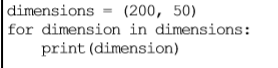 dimensions = (200, 50)
for dimension in dimensions:
    print(dimension)